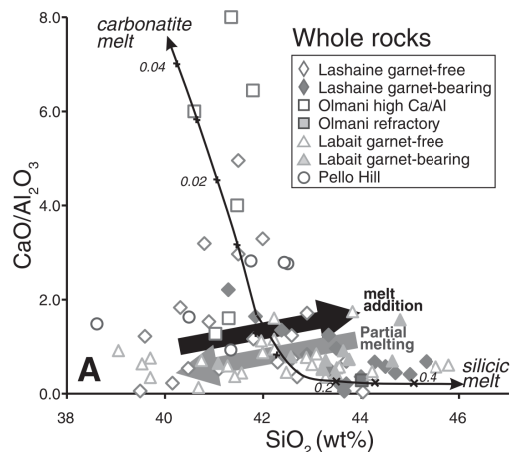 carbonatite
melt
0.04
0.02
Whole rocks
Lashaine garnet-free
Lashaine garnet-bearing
Olmani high Ca/Al
Olmani refractory
Labait garnet-free
Labait garnet-bearing
Pello Hill
melt
addition
Partial
melting
A
0.2
0.4
silicic
melt
8.0
6.0
4.0
2.0
0.0
CaO/Al₂O₃
38
40
42
44
46
SiO₂(wt%)